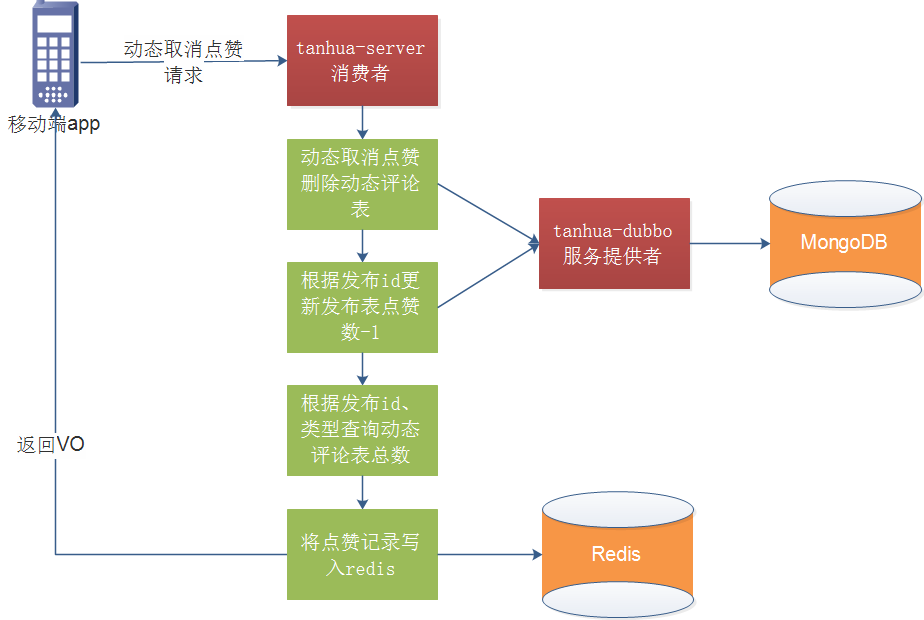 动态取消点赞
请求
移动端app
tanhua-server
消费者
动态取消点赞
删除动态评论
表
根据发布id更
新发布表点赞
数-1
tanhua-dubbo
服务提供者
MongoDB
根据发布id、
类型查询动态
评论表总数
返回VO
将点赞记录写
入redis
Redis